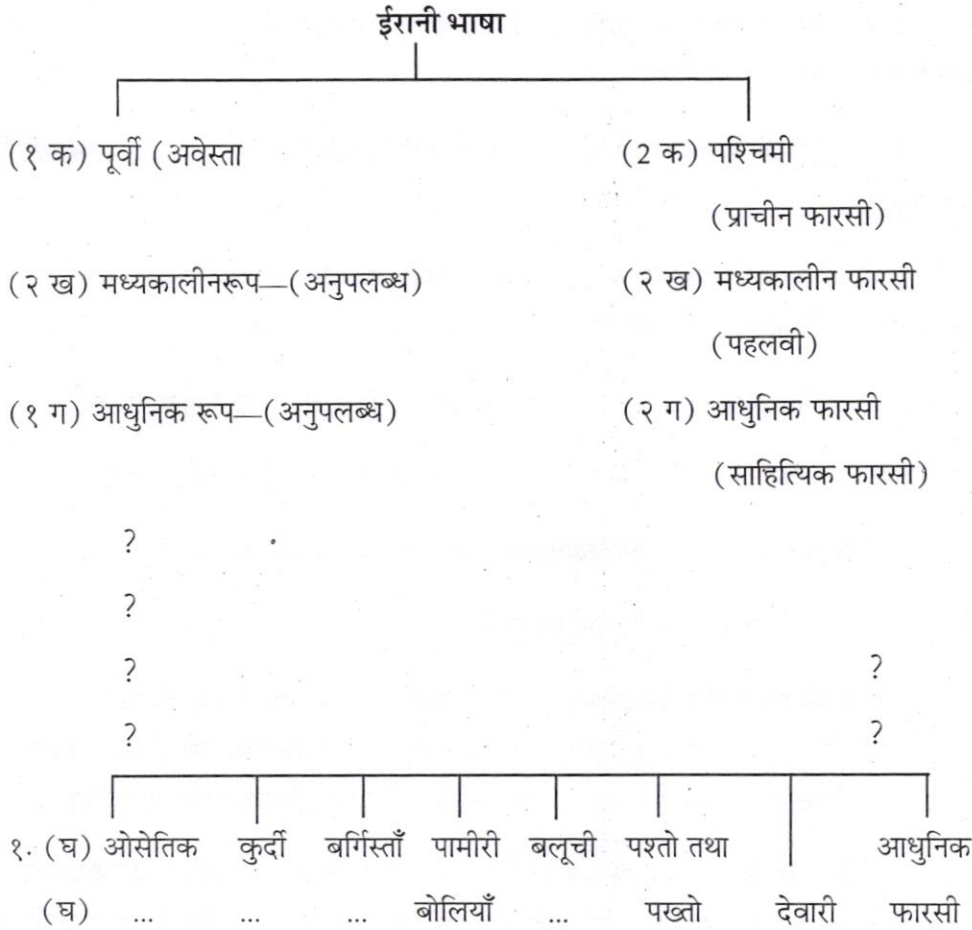 ईरानी भाषा
(१ क) पूर्वी (अवेस्ता (2 क) पश्चिमी
(प्राचीन फारसी)
(२ ख) मध्यकालीनरूप—(अनुपलब्ध) (२ ख) मध्यकालीन फारसी
(पहलवी)
(१ ग) आधुनिक रूप—(अनुपलब्ध) (२ ग) आधुनिक फारसी
(साहित्यिक फारसी)
?
?
? ?
? ?
१. (घ) ओसेतिक कुर्दी बर्गिस्ताँ पामीरी बलूची पश्तो तथा आधुनिक
(घ) ... ... ... बोलियाँ ... पख्तो देवारी फारसी